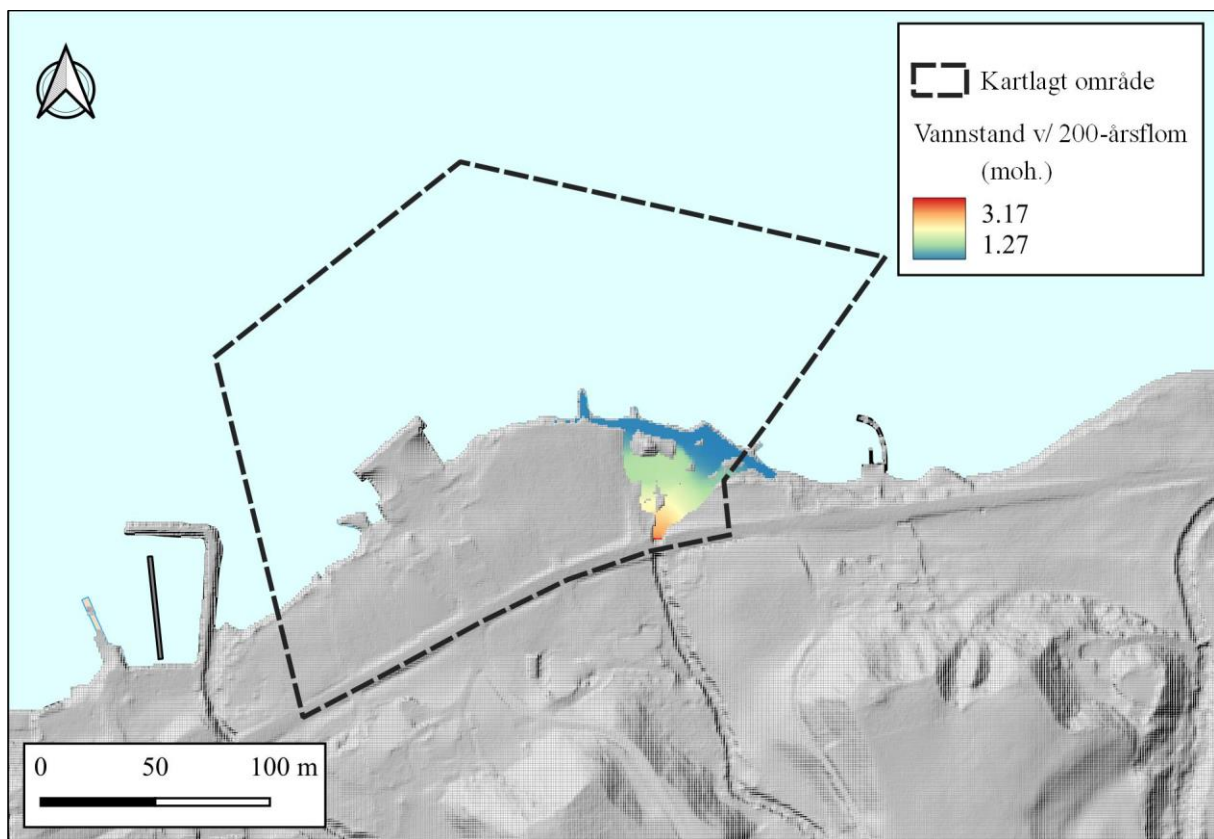 Kartlagt område
Vannstand v/ 200-årsflom
(moh.)
3.17
1.27
0 50 100 m